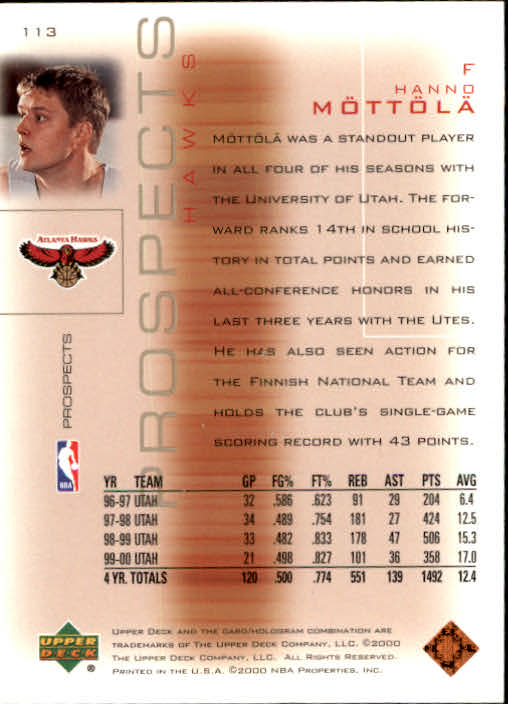 113
PROSPECTS
HAWKS
F
HANNO
MÖTTÖLÄ
ATLANTA HAWKS
PROSPECTS
NBA
MÖTTÖLÄ WAS A STANDOUT PLAYER
IN ALL FOUR OF HIS SEASONS WITH
THE UNIVERSITY OF UTAH. THE FOR-
WARD RANKS 14TH IN SCHOOL HIS-
TORY IN TOTAL POINTS AND EARNED
ALL-CONFERENCE HONORS IN HIS
LAST THREE YEARS WITH THE UTES.
HE HAS ALSO SEEN ACTION FOR
THE FINNISH NATIONAL TEAM AND
HOLDS THE CLUB'S SINGLE-GAME
SCORING RECORD WITH 43 POINTS.
YR TEAM GP FG% FT% REB AST PTS AVG
96-97 UTAH 32 .586 .623 91 29 204 6.4
97-98 UTAH 34 .489 .754 181 27 424 12.5
98-99 UTAH 33 .482 .833 178 47 506 15.3
99-00 UTAH 21 .498 .827 101 36 358 17.0
4 YR. TOTALS 120 .500 .774 551 139 1492 12.4
UPPER DECK ®
UPPER DECK AND THE CARD/HOLOGRAM COMBINATION ARE
TRADEMARKS OF THE UPPER DECK COMPANY, LLC. ©2000
THE UPPER DECK COMPANY, LLC. ALL RIGHTS RESERVED.
PRINTED IN THE U.S.A. ©2000 NBA PROPERTIES, INC.